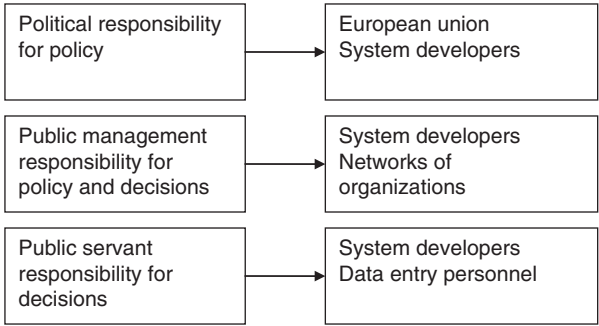 Political responsibility
for policy
European union
System developers
Public management
responsibility for
policy and decisions
System developers
Networks of
organizations
Public servant
responsibility for
decisions
System developers
Data entry personnel